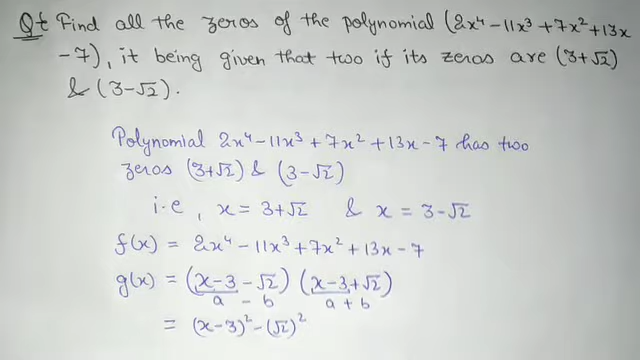 Qt Find all the zeros of the polynomial (2x⁴-11x³+7x²+13x
-7), it being given that two if its zeros are (3+√2)
& (3-√2).
Polynomial 2x⁴-11x³+7x²+13x-7 has two
zeros (3+√2) & (3-√2)
i.e, x = 3+√2 & x = 3-√2
f(x) = 2x⁴-11x³+7x²+13x-7
g(x) = (x-3-√2) (x-3+√2)
a - b a + b
= (x-3)²-(√2)²